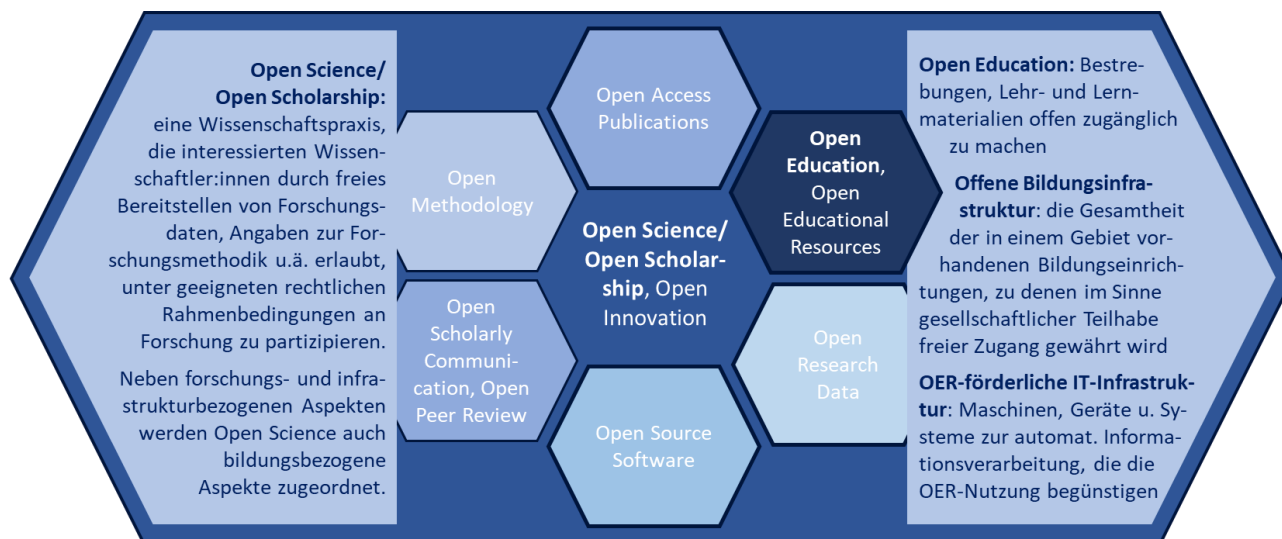 Open Science/
Open Scholarship:
eine Wissenschaftspraxis,
die interessierten Wissen-
schaftler:innen durch freies
Bereitstellen von Forschungs-
daten, Angaben zur For-
schungsmethodik u.ä. erlaubt,
unter geeigneten rechtlichen
Rahmenbedingungen an
Forschung zu partizipieren.
Neben forschungs- und infra-
strukturbezogenen Aspekten
werden Open Science auch
bildungsbezogene
Aspekte zugeordnet.
Open
Methodology
Open
Scholarly
Communi-
cation, Open
Peer Review
Open Access
Publications
Open Science/
Open Scholar-
ship, Open
Innovation
Open Source
Software
Open
Education,
Open
Educational
Resources
Open
Research
Data
Open Education: Bestre-
bungen, Lehr- und Lern-
materialien offen zugänglich
zu machen
Offene Bildungsinfra-
struktur: die Gesamtheit
der in einem Gebiet vor-
handenen Bildungseinrich-
tungen, zu denen im Sinne
gesellschaftlicher Teilhabe
freier Zugang gewährt wird
OER-förderliche IT-Infrastruk-
tur: Maschinen, Geräte u. Sy-
steme zur automat. Informa-
tionsverarbeitung, die die
OER-Nutzung begünstigen